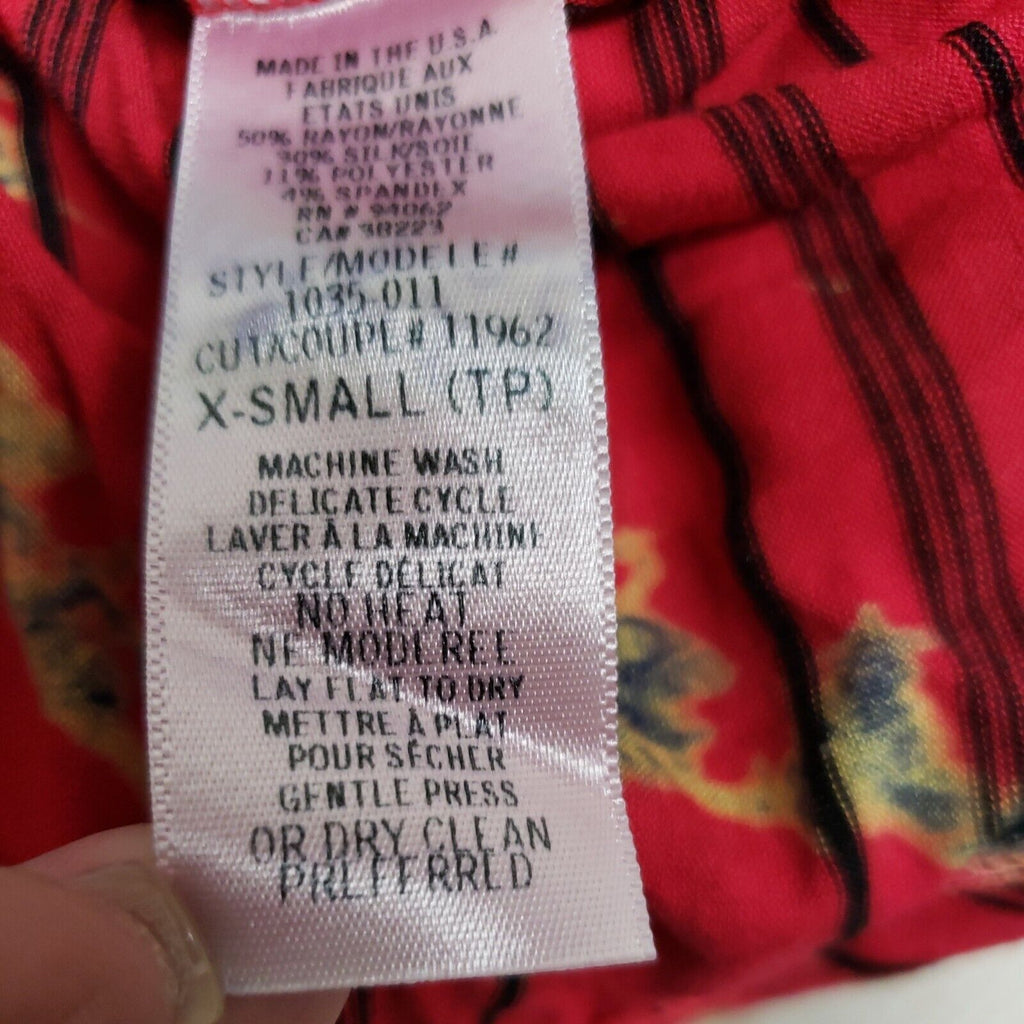 MADE IN THE U.S.A
FABRIQUE AUX
ETATS UNIS
50% RAYON/RAYONNE
30% SILK/SOIE
11% POLYESTER
4% SPANDEX
RN # 94062
CA# 38223
STYLE/MODELE#
1035-011
CUT/COUPE# 11962
X-SMALL (TP)
MACHINE WASH
DELICATE CYCLE
LAVER À LA MACHINE
CYCLE DÉLICAT
NO HEAT
NE MODEREE
LAY FLAT TO DRY
METTRE À PLAT
POUR SÉCHER
GENTLE PRESS
OR DRY CLEAN
PREFERRED